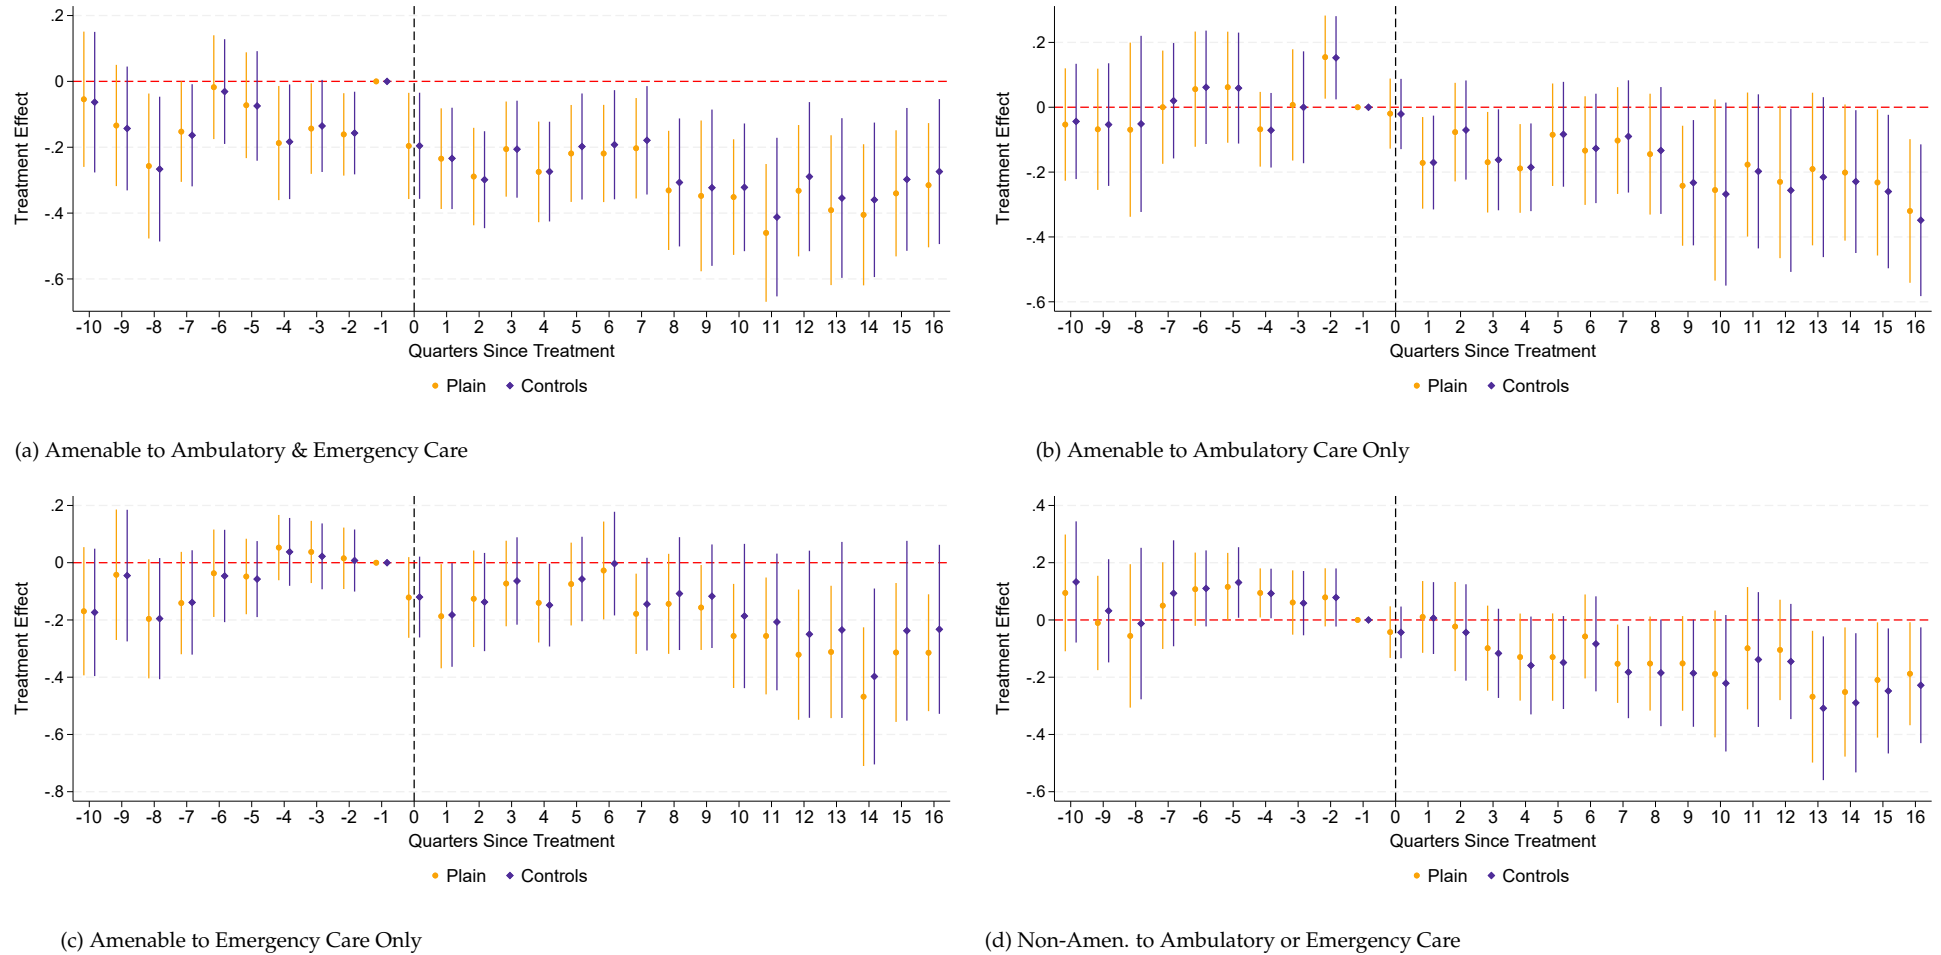 .2
0
-.2
-.4
-.6
Treatment Effect
-10 -9 -8 -7 -6 -5 -4 -3 -2 -1 0 1 2 3 4 5 6 7 8 9 10 11 12 13 14 15 16
Quarters Since Treatment
Plain Controls
(a) Amenable to Ambulatory & Emergency Care
.2
0
-.2
-.4
-.6
Treatment Effect
-10 -9 -8 -7 -6 -5 -4 -3 -2 -1 0 1 2 3 4 5 6 7 8 9 10 11 12 13 14 15 16
Quarters Since Treatment
Plain Controls
(b) Amenable to Ambulatory Care Only
.2
0
-.2
-.4
-.6
-.8
Treatment Effect
-10 -9 -8 -7 -6 -5 -4 -3 -2 -1 0 1 2 3 4 5 6 7 8 9 10 11 12 13 14 15 16
Quarters Since Treatment
Plain Controls
(c) Amenable to Emergency Care Only
.4
.2
0
-.2
-.4
-.6
Treatment Effect
-10 -9 -8 -7 -6 -5 -4 -3 -2 -1 0 1 2 3 4 5 6 7 8 9 10 11 12 13 14 15 16
Quarters Since Treatment
Plain Controls
(d) Non-Amen. to Ambulatory or Emergency Care